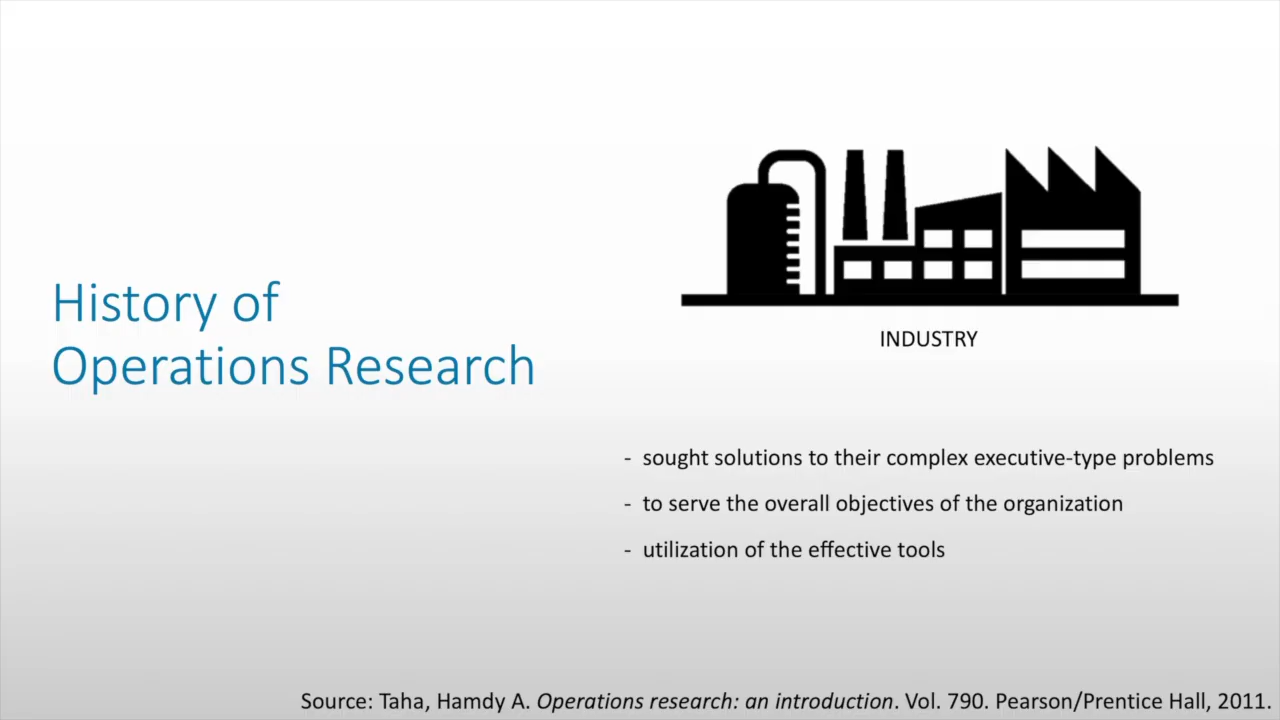 History of
Operations Research
INDUSTRY
- sought solutions to their complex executive-type problems
- to serve the overall objectives of the organization
- utilization of the effective tools
Source: Taha, Hamdy A. Operations research: an introduction. Vol. 790. Pearson/Prentice Hall, 2011.